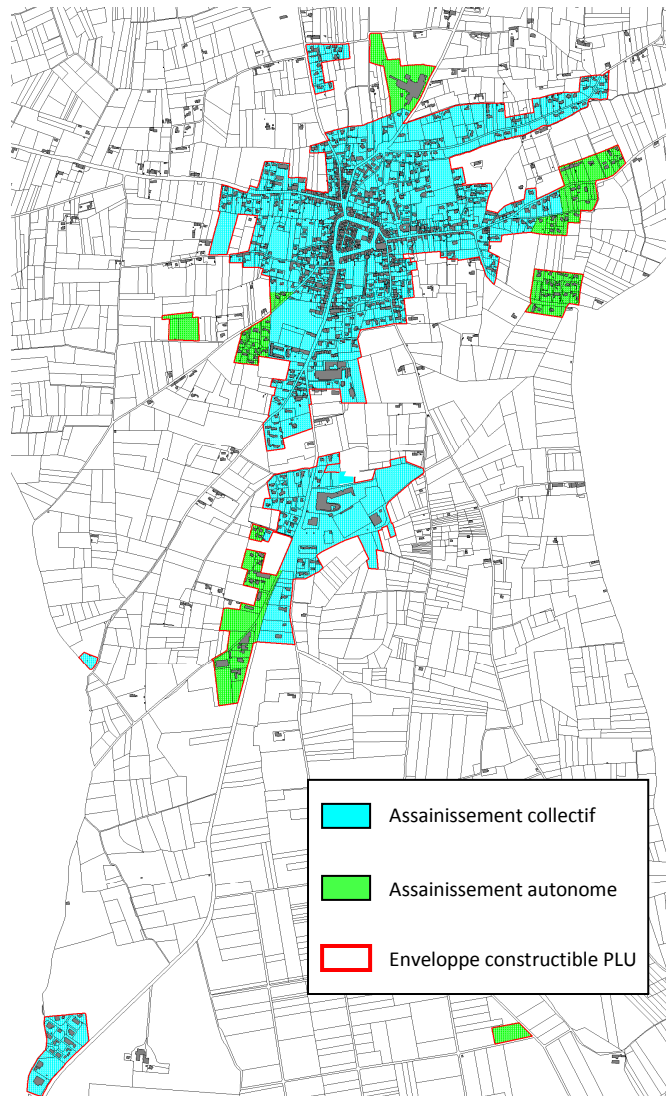 Assainissement collectif
Assainissement autonome
Enveloppe constructible PLU